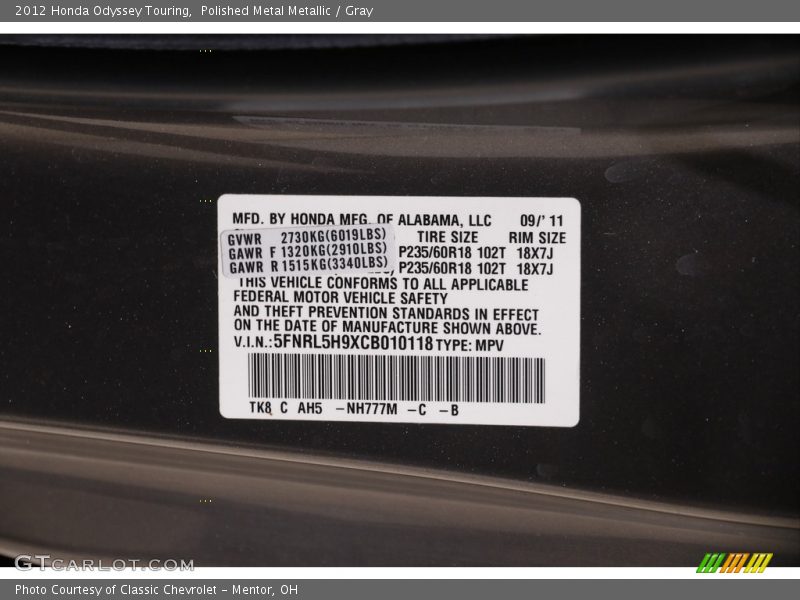 2012 Honda Odyssey Touring,  Polished Metal Metallic / Gray
MFD. BY HONDA MFG. OF ALABAMA, LLC 09/' 11
GVWR 2730KG(6019LBS) TIRE SIZE RIM SIZE
GAWR F 1320KG(2910LBS) P235/60R18 102T 18X7J
GAWR R 1515KG(3340LBS) P235/60R18 102T 18X7J
THIS VEHICLE CONFORMS TO ALL APPLICABLE
FEDERAL MOTOR VEHICLE SAFETY
AND THEFT PREVENTION STANDARDS IN EFFECT
ON THE DATE OF MANUFACTURE SHOWN ABOVE.
V.I.N.:5FNRL5H9XCB010118 TYPE: MPV
TK8 C AH5 –NH777M –C –B
GTCARLOT.COM
Photo Courtesy of Classic Chevrolet – Mentor, OH